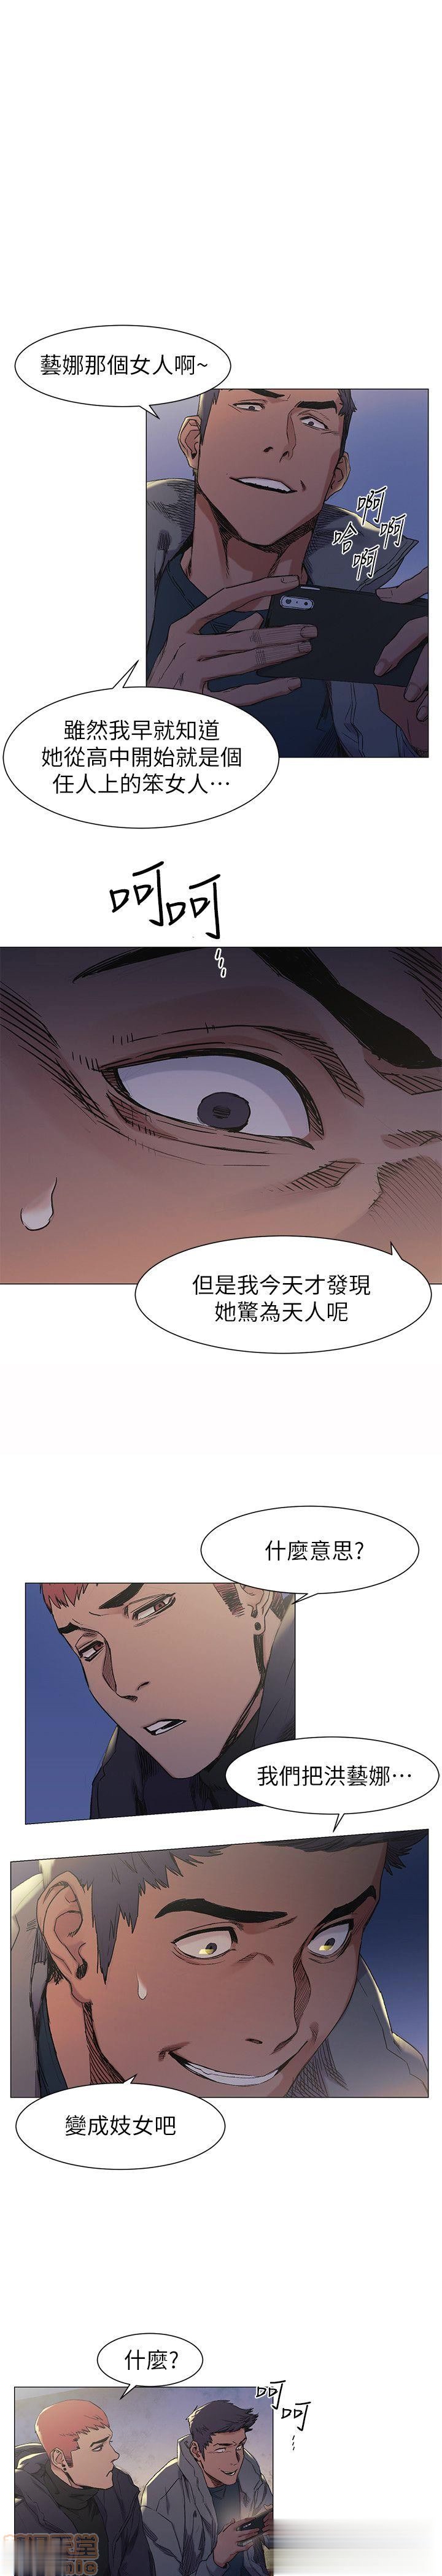 藝娜那個女人啊~
啊
啊
哈
啊
雖然我早就知道
她從高中開始就是個
任人上的笨女人⋯
呵呵
但是我今天才發現
她驚為天人呢
什麼意思?
我們把洪藝娜⋯
變成妓女吧
什麼?
呵
呵